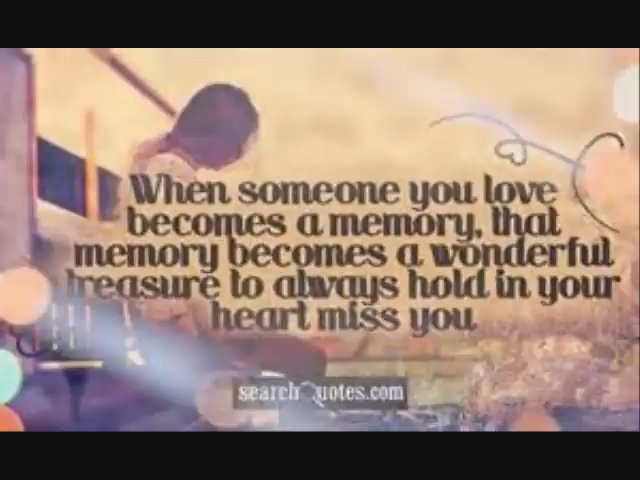 When someone you love
becomes a memory, that
memory becomes a wonderful
treasure to always hold in your
heart miss you
searchQuotes.com